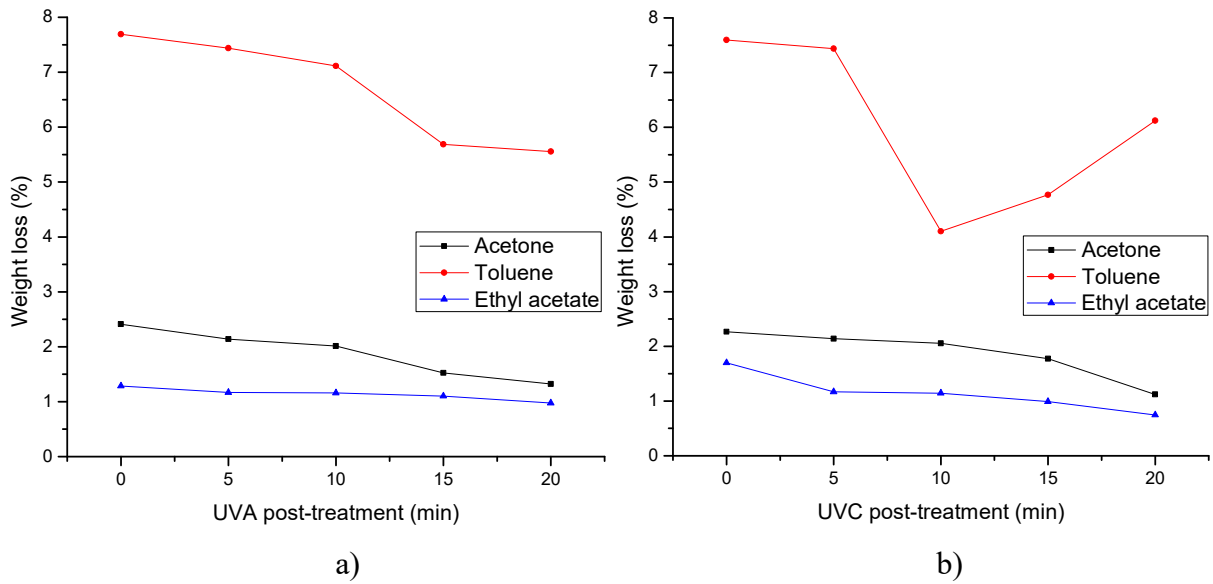 8
7
6
5
4
3
2
1
0
Weight loss (%)
Acetone
Toluene
Ethyl acetate
0 5 10 15 20
UVA post-treatment (min)
a)
8
7
6
5
4
3
2
1
0
Weight loss (%)
Acetone
Toluene
Ethyl acetate
0 5 10 15 20
UVC post-treatment (min)
b)